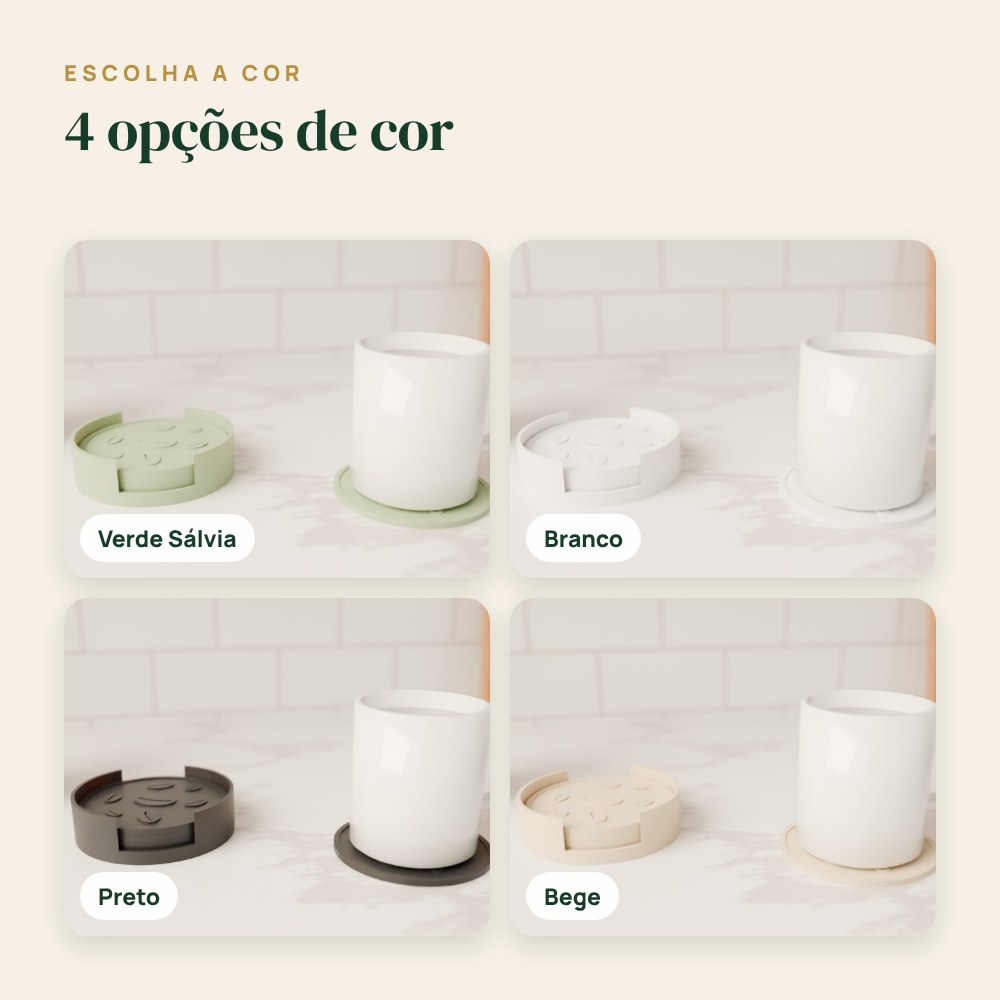 ESCOLHA A COR
4 opções de cor
Verde Sálvia
Branco
Preto
Bege